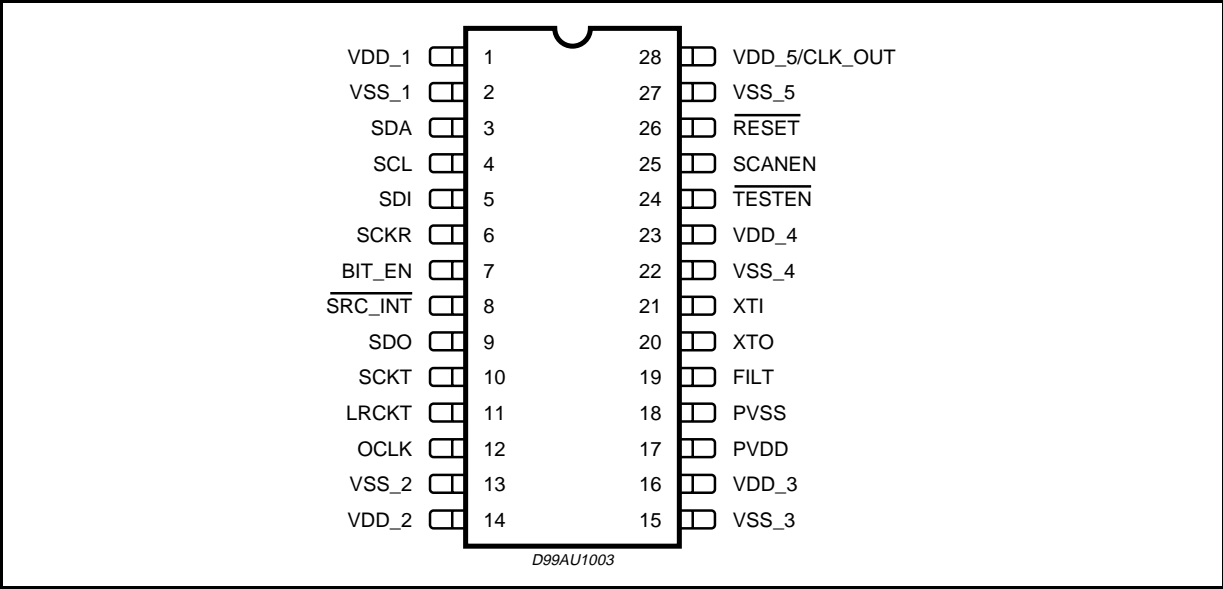 VDD_1 1 28 VDD_5/CLK_OUT
VSS_1 2 27 VSS_5
SDA 3 26 RESET
SCL 4 25 SCANEN
SDI 5 24 TESTEN
SCKR 6 23 VDD_4
BIT_EN 7 22 VSS_4
SRC_INT 8 21 XTI
SDO 9 20 XTO
SCKT 10 19 FILT
LRCKT 11 18 PVSS
OCLK 12 17 PVDD
VSS_2 13 16 VDD_3
VDD_2 14 15 VSS_3
D99AU1003